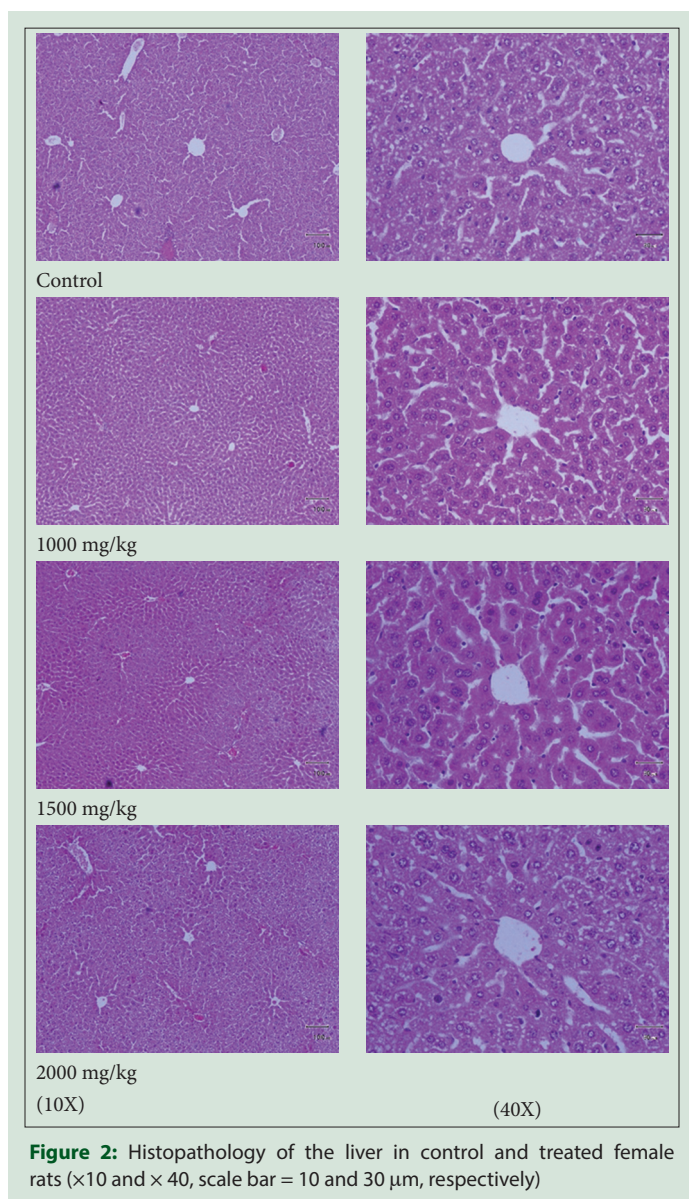 Control
1000 mg/kg
1500 mg/kg
2000 mg/kg
(10X)
(40X)
Figure 2: Histopathology of the liver in control and treated female
rats (×10 and × 40, scale bar = 10 and 30 μm, respectively)